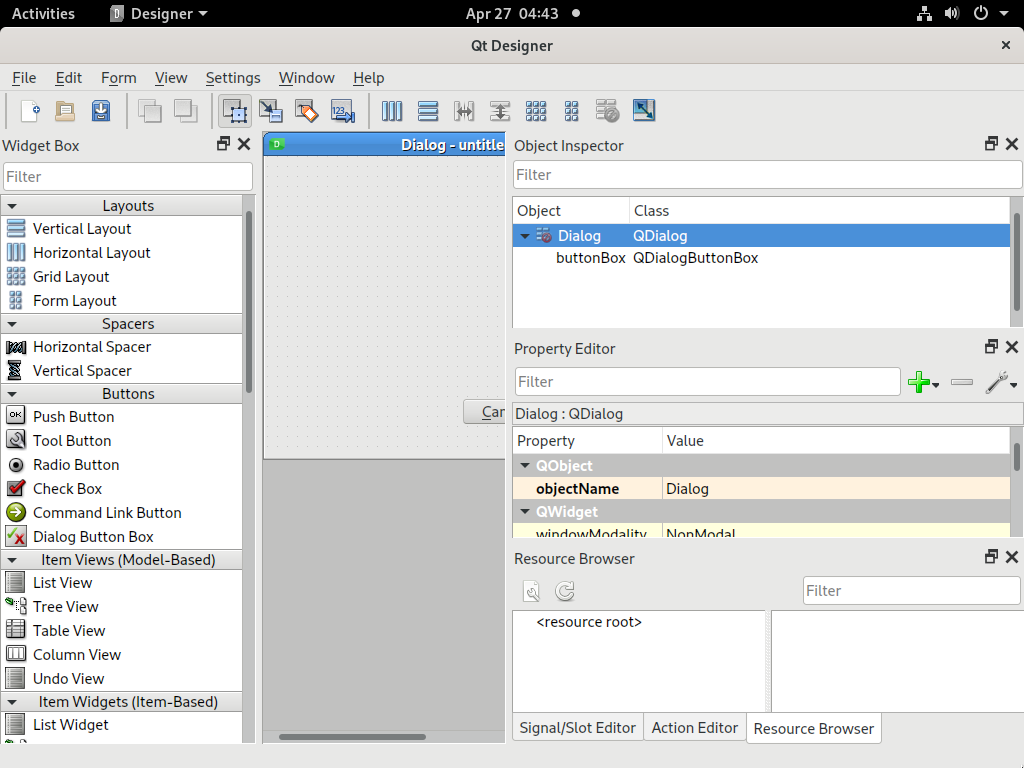 Activities Designer Apr 27 04:43
Qt Designer
File Edit Form View Settings Window Help
Widget Box
Filter
Layouts
Vertical Layout
Horizontal Layout
Grid Layout
Form Layout
Spacers
Horizontal Spacer
Vertical Spacer
Buttons
Push Button
Tool Button
Radio Button
Check Box
Command Link Button
Dialog Button Box
Item Views (Model-Based)
List View
Tree View
Table View
Column View
Undo View
Item Widgets (Item-Based)
List Widget
Dialog - untitle
Car
Object Inspector
Filter
Object Class
Dialog QDialog
buttonBox QDialogButtonBox
Property Editor
Filter
Dialog : QDialog
Property Value
QObject
objectName Dialog
QWidget
windowModality NonModal
Resource Browser
Filter
<resource root>
Signal/Slot Editor Action Editor Resource Browser